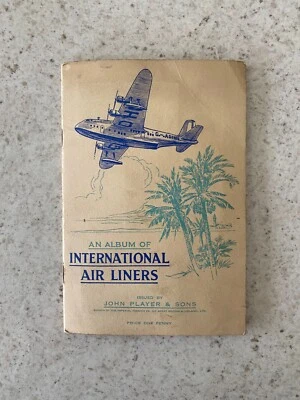 AN ALBUM OF
INTERNATIONAL
AIR LINERS
ISSUED BY
JOHN PLAYER & SONS
PRICE ONE PENNY